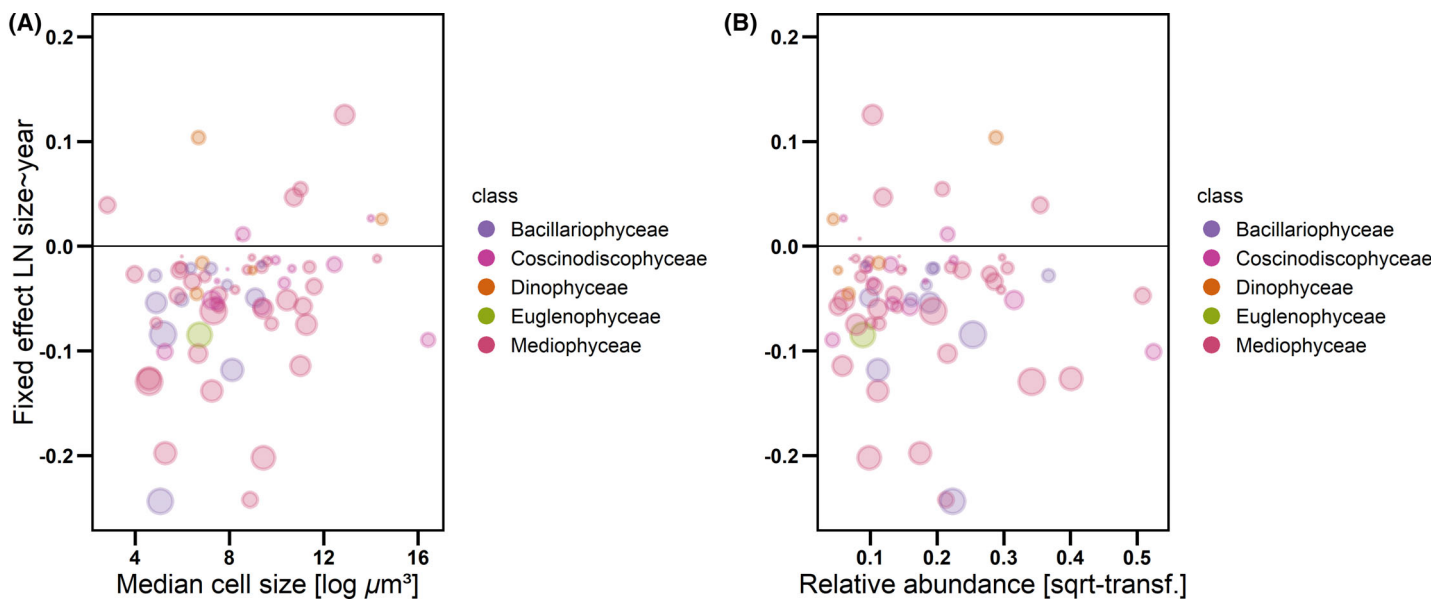 (A)
Fixed effect LN size~year
0.2
0.1
0.0
-0.1
-0.2
4 8 12 16
Median cell size [log µm³]
class
Bacillariophyceae
Coscinodiscophyceae
Dinophyceae
Euglenophyceae
Mediophyceae
(B)
0.2
0.1
0.0
-0.1
-0.2
0.1 0.2 0.3 0.4 0.5
Relative abundance [sqrt-transf.]
class
Bacillariophyceae
Coscinodiscophyceae
Dinophyceae
Euglenophyceae
Mediophyceae